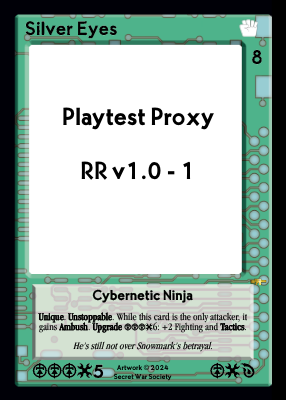 Silver Eyes
8
Playtest Proxy
RR v1.0 - 1
Cybernetic Ninja
Unique. Unstoppable. While this card is the only attacker, it
gains Ambush. Upgrade 6: +2 Fighting and Tactics.
He's still not over Snowmark's betrayal.
5
Artwork © 2024
Secret War Society